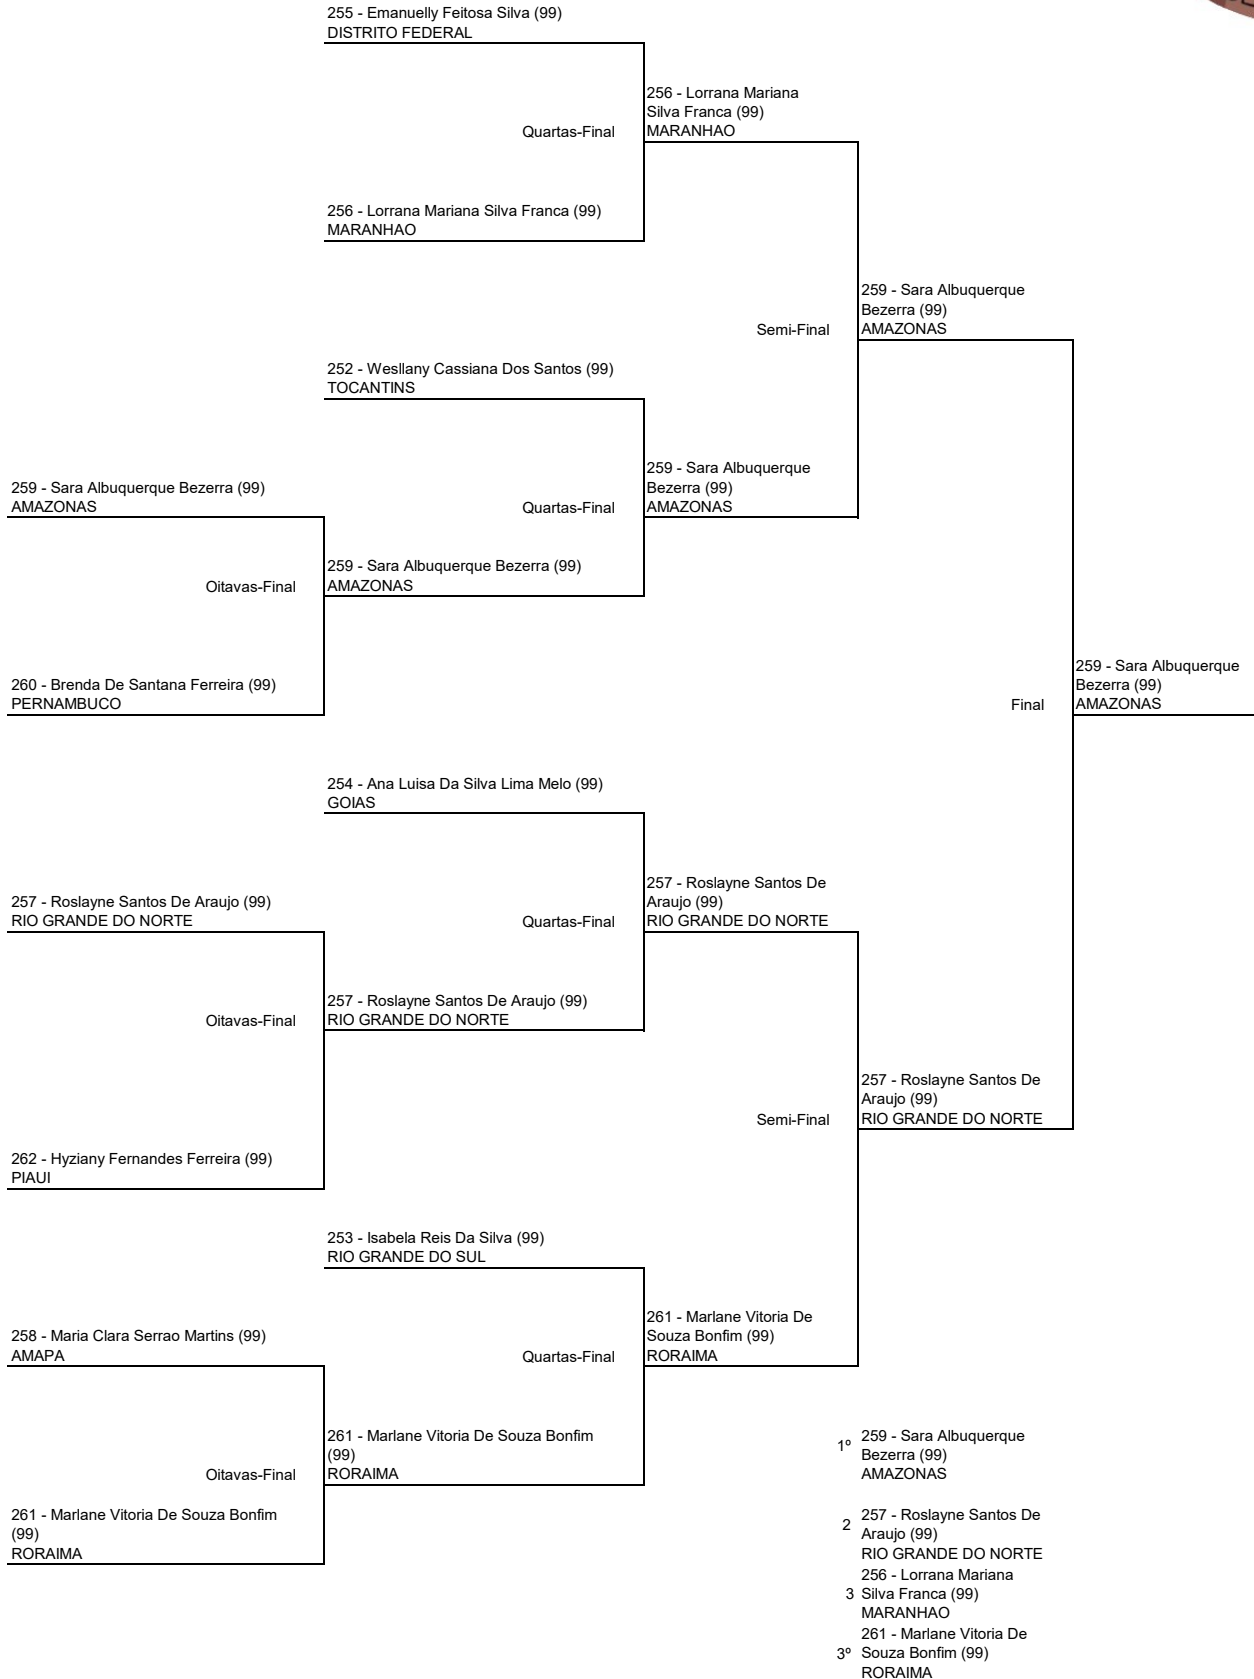 255 - Emanuelly Feitosa Silva (99)
DISTRITO FEDERAL
256 - Lorrana Mariana
Silva Franca (99)
MARANHAO
Quartas-Final
256 - Lorrana Mariana Silva Franca (99)
MARANHAO
259 - Sara Albuquerque
Bezerra (99)
AMAZONAS
Semi-Final
252 - Wesllany Cassiana Dos Santos (99)
TOCANTINS
259 - Sara Albuquerque
Bezerra (99)
AMAZONAS
259 - Sara Albuquerque Bezerra (99)
AMAZONAS
Quartas-Final
259 - Sara Albuquerque Bezerra (99)
AMAZONAS
Oitavas-Final
260 - Brenda De Santana Ferreira (99)
PERNAMBUCO
259 - Sara Albuquerque
Bezerra (99)
AMAZONAS
Final
254 - Ana Luisa Da Silva Lima Melo (99)
GOIAS
257 - Roslayne Santos De
Araujo (99)
RIO GRANDE DO NORTE
257 - Roslayne Santos De Araujo (99)
RIO GRANDE DO NORTE
Quartas-Final
257 - Roslayne Santos De Araujo (99)
RIO GRANDE DO NORTE
Oitavas-Final
257 - Roslayne Santos De
Araujo (99)
RIO GRANDE DO NORTE
Semi-Final
262 - Hyziany Fernandes Ferreira (99)
PIAUI
253 - Isabela Reis Da Silva (99)
RIO GRANDE DO SUL
261 - Marlane Vitoria De
Souza Bonfim (99)
RORAIMA
258 - Maria Clara Serrao Martins (99)
AMAPA
Quartas-Final
261 - Marlane Vitoria De Souza Bonfim
(99)
RORAIMA
Oitavas-Final
261 - Marlane Vitoria De Souza Bonfim
(99)
RORAIMA
1º 259 - Sara Albuquerque
Bezerra (99)
AMAZONAS
2 257 - Roslayne Santos De
Araujo (99)
RIO GRANDE DO NORTE
256 - Lorrana Mariana
3 Silva Franca (99)
MARANHAO
261 - Marlane Vitoria De
3º Souza Bonfim (99)
RORAIMA